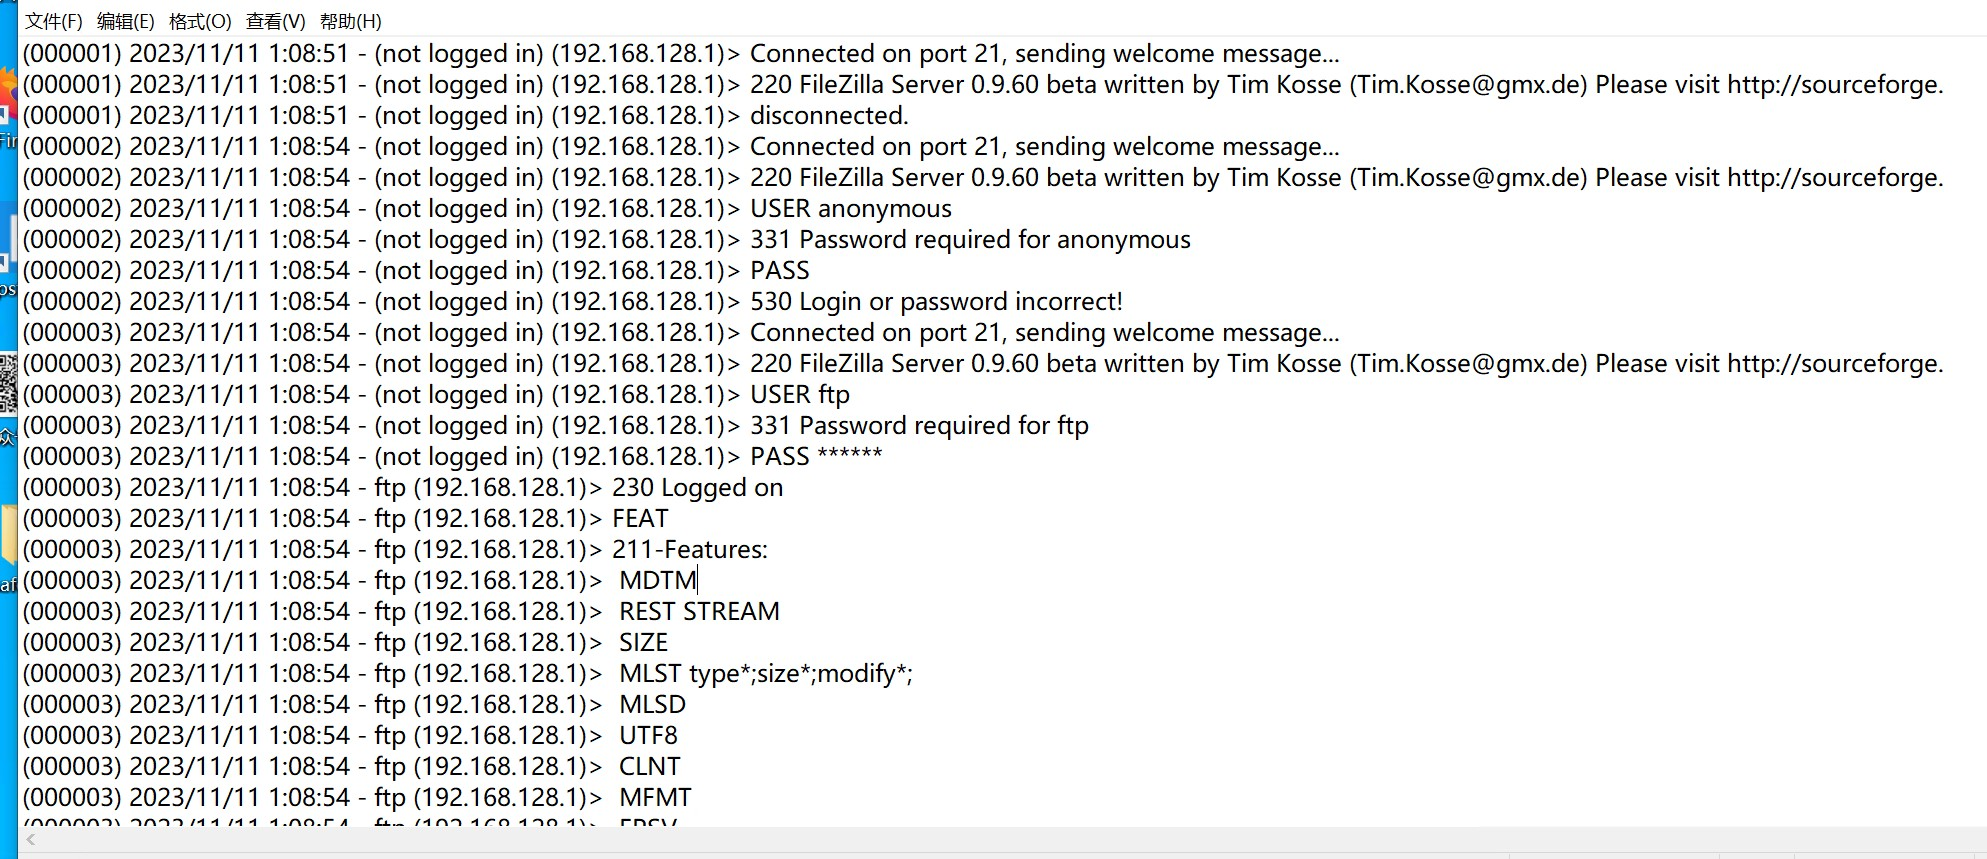 文件(F) 编辑(E) 格式(O) 查看(V) 帮助(H)
(000001) 2023/11/11 1:08:51 - (not logged in) (192.168.128.1)> Connected on port 21, sending welcome message...
(000001) 2023/11/11 1:08:51 - (not logged in) (192.168.128.1)> 220 FileZilla Server 0.9.60 beta written by Tim Kosse (Tim.Kosse@gmx.de) Please visit http://sourceforge.
(000001) 2023/11/11 1:08:51 - (not logged in) (192.168.128.1)> disconnected.
(000002) 2023/11/11 1:08:54 - (not logged in) (192.168.128.1)> Connected on port 21, sending welcome message...
(000002) 2023/11/11 1:08:54 - (not logged in) (192.168.128.1)> 220 FileZilla Server 0.9.60 beta written by Tim Kosse (Tim.Kosse@gmx.de) Please visit http://sourceforge.
(000002) 2023/11/11 1:08:54 - (not logged in) (192.168.128.1)> USER anonymous
(000002) 2023/11/11 1:08:54 - (not logged in) (192.168.128.1)> 331 Password required for anonymous
(000002) 2023/11/11 1:08:54 - (not logged in) (192.168.128.1)> PASS
(000002) 2023/11/11 1:08:54 - (not logged in) (192.168.128.1)> 530 Login or password incorrect!
(000003) 2023/11/11 1:08:54 - (not logged in) (192.168.128.1)> Connected on port 21, sending welcome message...
(000003) 2023/11/11 1:08:54 - (not logged in) (192.168.128.1)> 220 FileZilla Server 0.9.60 beta written by Tim Kosse (Tim.Kosse@gmx.de) Please visit http://sourceforge.
(000003) 2023/11/11 1:08:54 - (not logged in) (192.168.128.1)> USER ftp
(000003) 2023/11/11 1:08:54 - (not logged in) (192.168.128.1)> 331 Password required for ftp
(000003) 2023/11/11 1:08:54 - (not logged in) (192.168.128.1)> PASS ******
(000003) 2023/11/11 1:08:54 - ftp (192.168.128.1)> 230 Logged on
(000003) 2023/11/11 1:08:54 - ftp (192.168.128.1)> FEAT
(000003) 2023/11/11 1:08:54 - ftp (192.168.128.1)> 211-Features:
(000003) 2023/11/11 1:08:54 - ftp (192.168.128.1)>  MDTM
(000003) 2023/11/11 1:08:54 - ftp (192.168.128.1)>  REST STREAM
(000003) 2023/11/11 1:08:54 - ftp (192.168.128.1)>  SIZE
(000003) 2023/11/11 1:08:54 - ftp (192.168.128.1)>  MLST type*;size*;modify*;
(000003) 2023/11/11 1:08:54 - ftp (192.168.128.1)>  MLSD
(000003) 2023/11/11 1:08:54 - ftp (192.168.128.1)>  UTF8
(000003) 2023/11/11 1:08:54 - ftp (192.168.128.1)>  CLNT
(000003) 2023/11/11 1:08:54 - ftp (192.168.128.1)>  MFMT
(000003) 2023/11/11 1:08:54 - ftp (192.168.128.1)>  EPSV